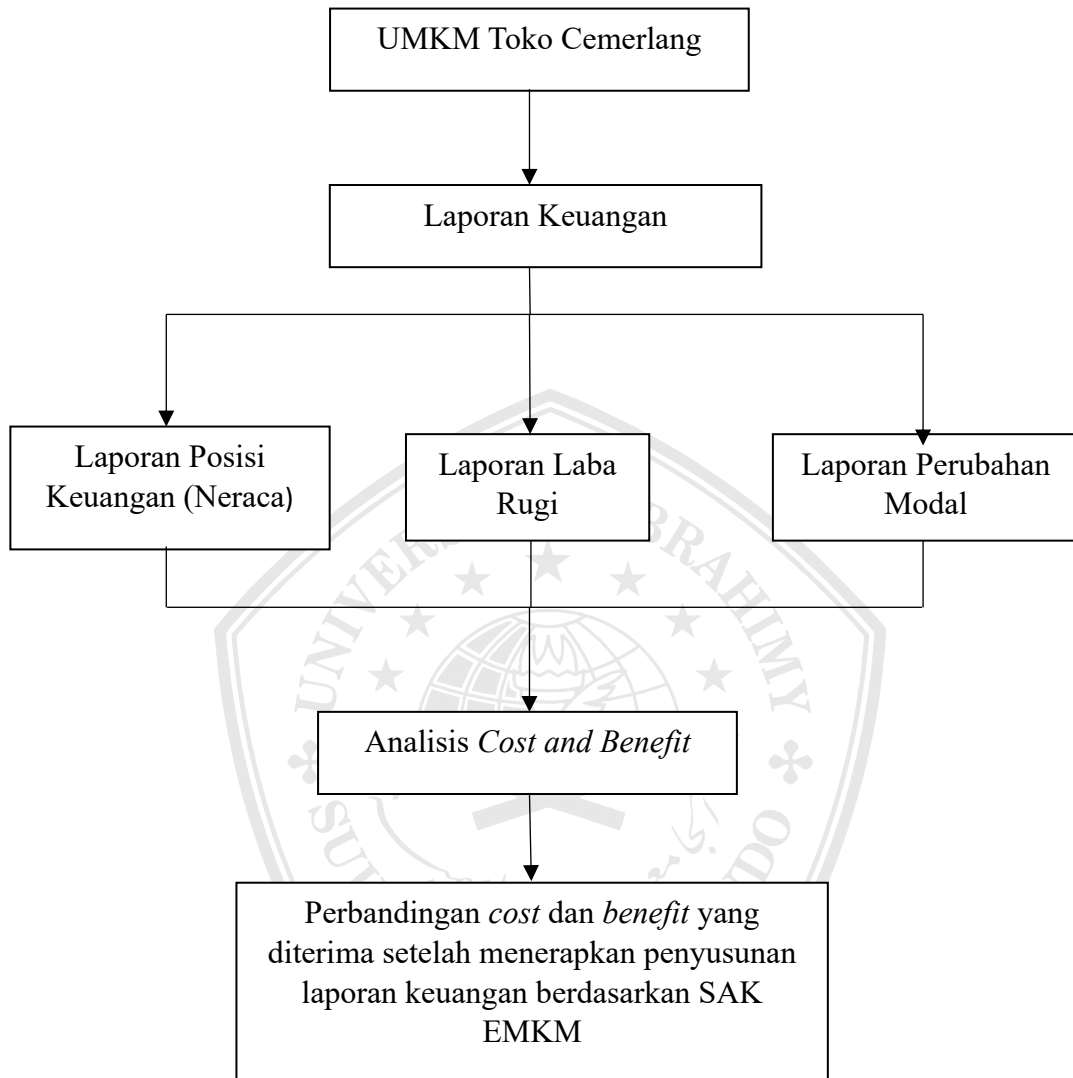 UMKM Toko Cemerlang
Laporan Keuangan
Laporan Posisi
Keuangan (Neraca)
Laporan Laba
Rugi
Laporan Perubahan
Modal
Analisis Cost and Benefit
Perbandingan cost dan benefit yang
diterima setelah menerapkan penyusunan
laporan keuangan berdasarkan SAK
EMKM